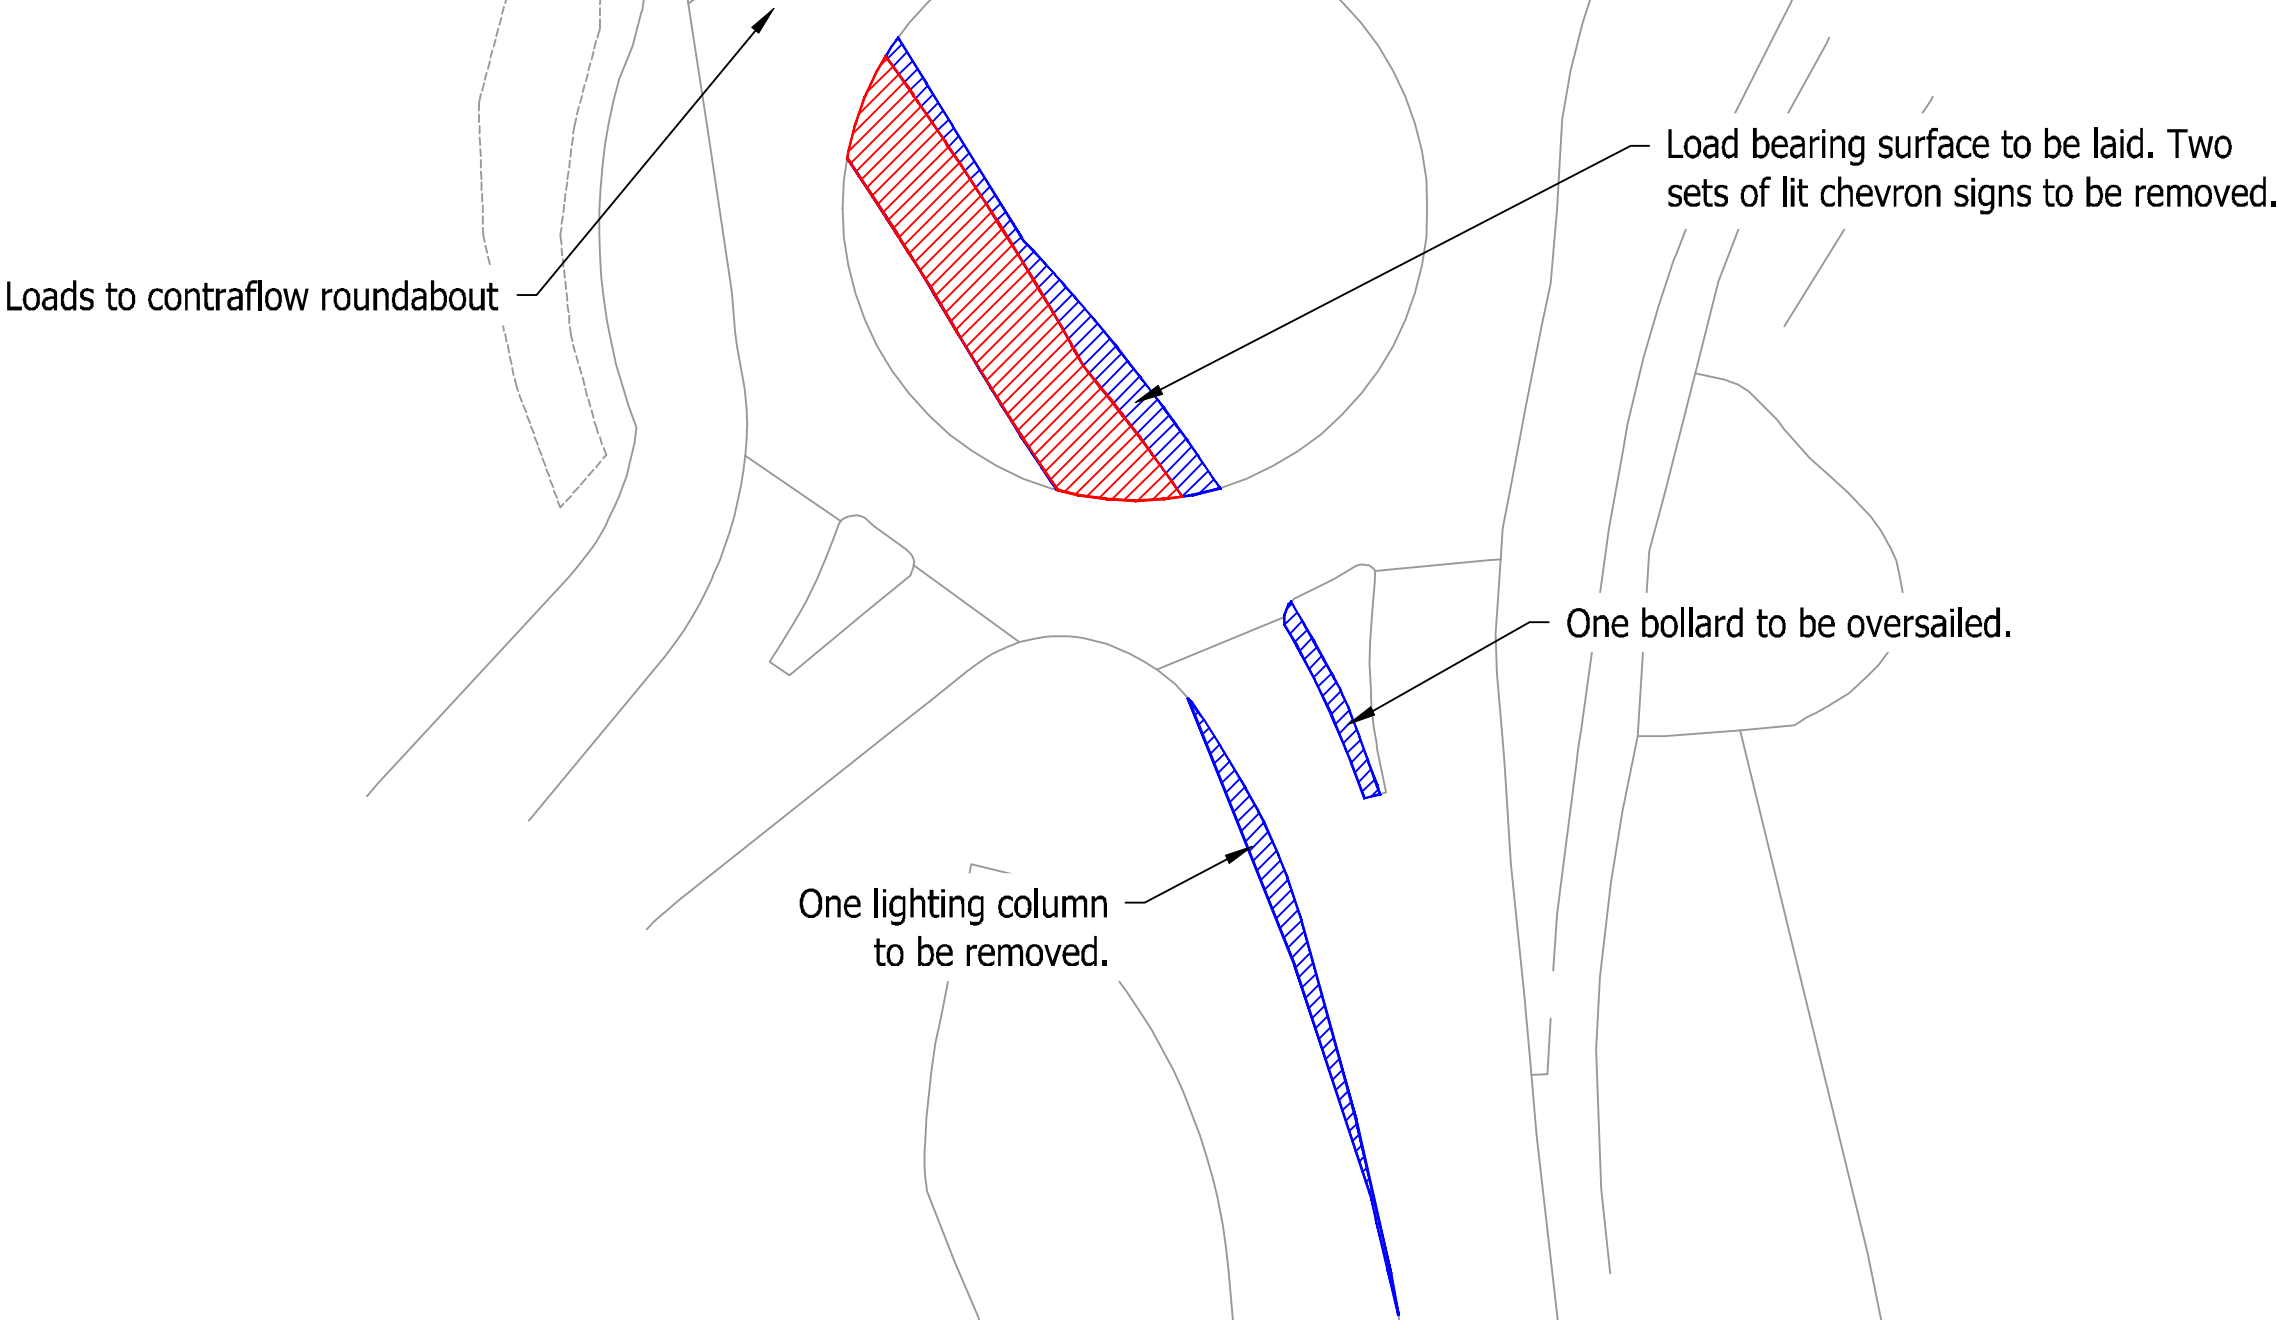 Load bearing surface to be laid. Two
sets of lit chevron signs to be removed.
Loads to contraflow roundabout
One bollard to be oversailed.
One lighting column
to be removed.